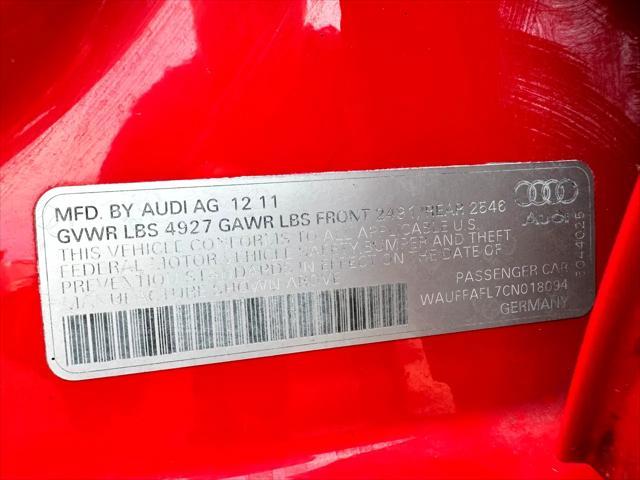 MFD. BY AUDI AG 12 11
GVWR LBS 4927 GAWR LBS FRONT 2491/REAR 2546
THIS VEHICLE CONFORMS TO ALL APPLICABLE U.S.
FEDERAL MOTOR VEHICLE SAFETY BUMPER AND THEFT
PREVENTION STANDARDS IN EFFECT ON THE DATE OF
MANUFACTURE SHOWN ABOVE
Audi
8044025
PASSENGER CAR
WAUFFAFL7CN018094
GERMANY